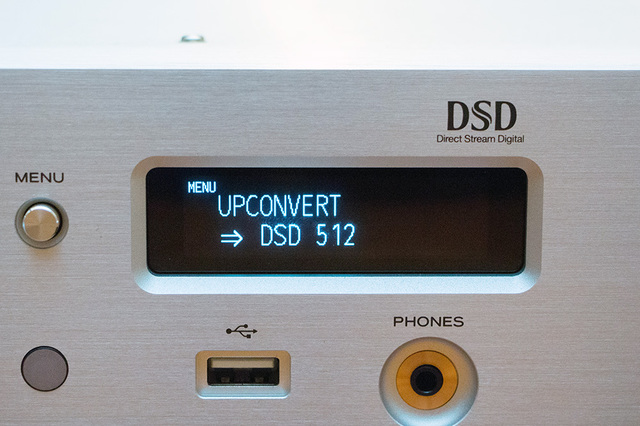 DSD
Direct Stream Digital
MENU
MENU
UPCONVERT
⇒ DSD 512
PHONES